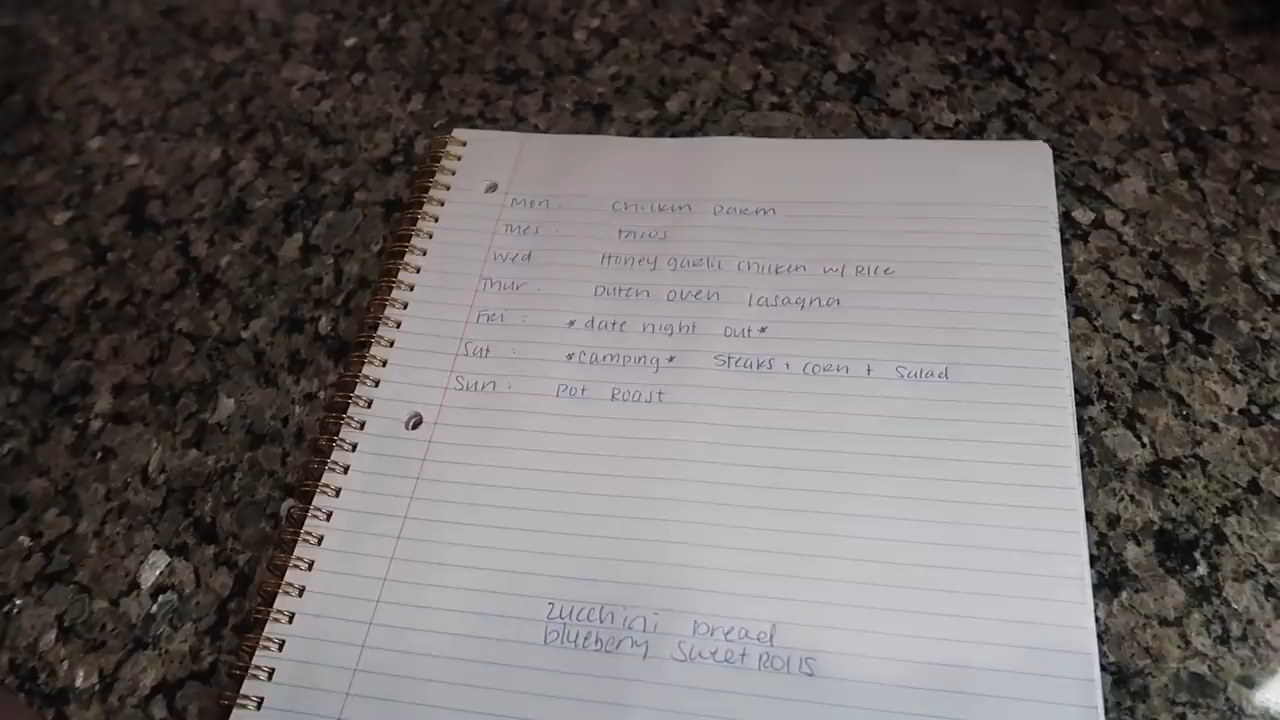 Mon. Chicken Parm
Tues. tacos
Wed Honey garlic chicken w/ Rice
Thur. Dutch oven lasagna
Fri: *date night out*
Sat: *camping* Steaks + corn + Salad
Sun: Pot Roast
zucchini bread
blueberry sweet Rolls